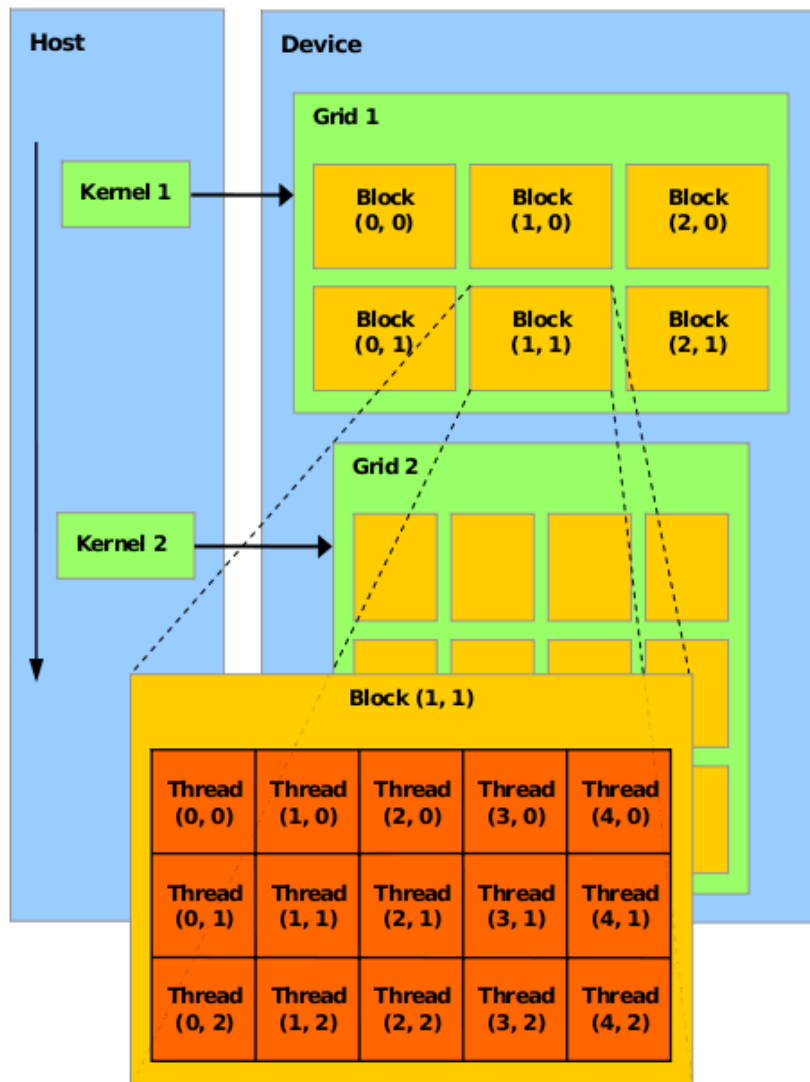 Host
Device
Grid 1
Kernel 1
Block
(0, 0)
Block
(1, 0)
Block
(2, 0)
Block
(0, 1)
Block
(1, 1)
Block
(2, 1)
Grid 2
Kernel 2
Block (1, 1)
Thread
(0, 0)
Thread
(1, 0)
Thread
(2, 0)
Thread
(3, 0)
Thread
(4, 0)
Thread
(0, 1)
Thread
(1, 1)
Thread
(2, 1)
Thread
(3, 1)
Thread
(4, 1)
Thread
(0, 2)
Thread
(1, 2)
Thread
(2, 2)
Thread
(3, 2)
Thread
(4, 2)